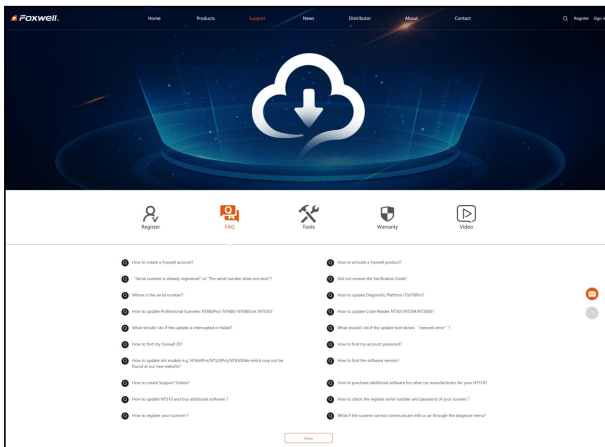 Foxwell.
Home Products Support News Distributor About Contact Register Sign in
Register FAQ Tools Warranty Video
How to create a Foxwell account?
How to activate a Foxwell product?
"Serial number is already registered" or "The serial number does not exist"?
Did not receive the Verification Code?
Where is the serial number?
How to update Diagnostic Platform
How to update Professional Scanners NT680Pro/ NT680/ NT680Lite /NT530?
How to update Code Reader NT301/NT204/NT200II?
What should I do if the update is interrupted or failed?
What should I do if the update tool shows "network error" ?
How to find my Foxwell ID?
How to find my account password?
How to update old models e.g. NT644Pro/NT520Pro/NT630Elite which may not be
found at our new website?
How to find the software version?
How to create Support Tickets?
How to purchase additional software for other car manufacturers for your NT510?
How to update NT510 and buy additional software ?
How to check the register serial number and password of your scanner ?
How to register your scanner ?
What if the scanner cannot communicate with a car through the diagnose menu?